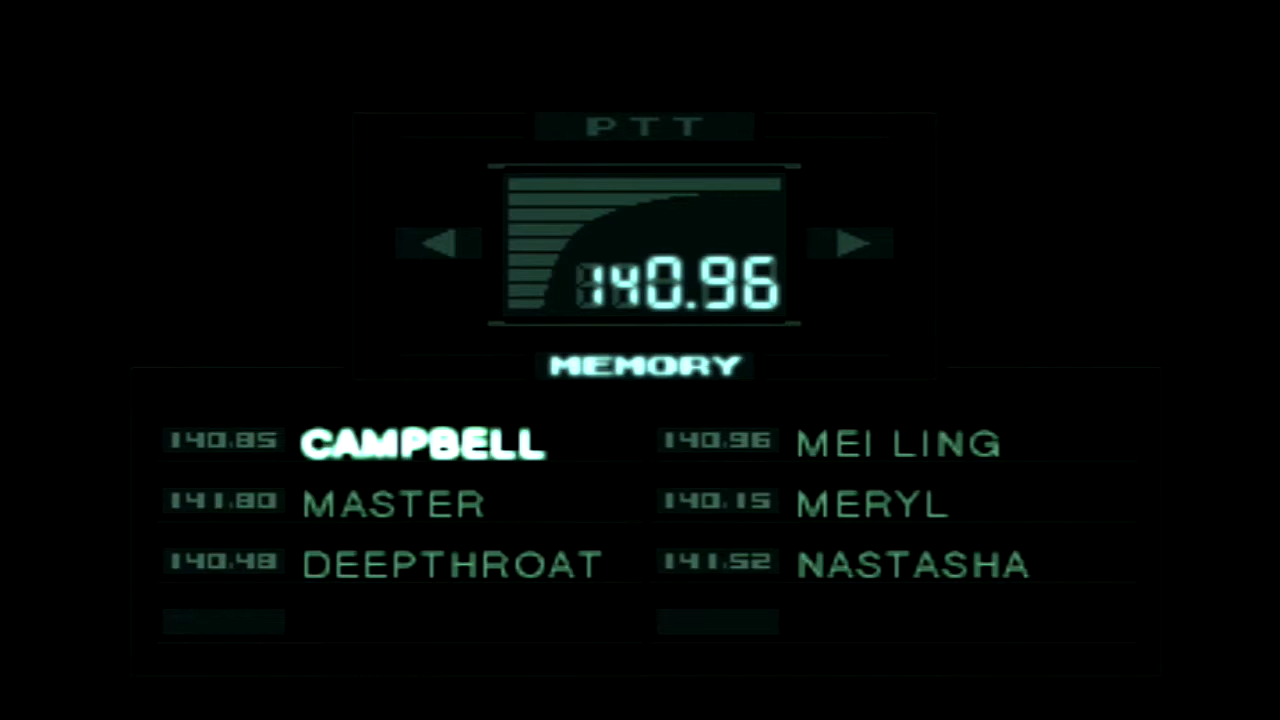 PTT
140.96
MEMORY
140.85 CAMPBELL 140.96 MEI LING
141.80 MASTER 140.15 MERYL
140.48 DEEPTHROAT 141.52 NASTASHA